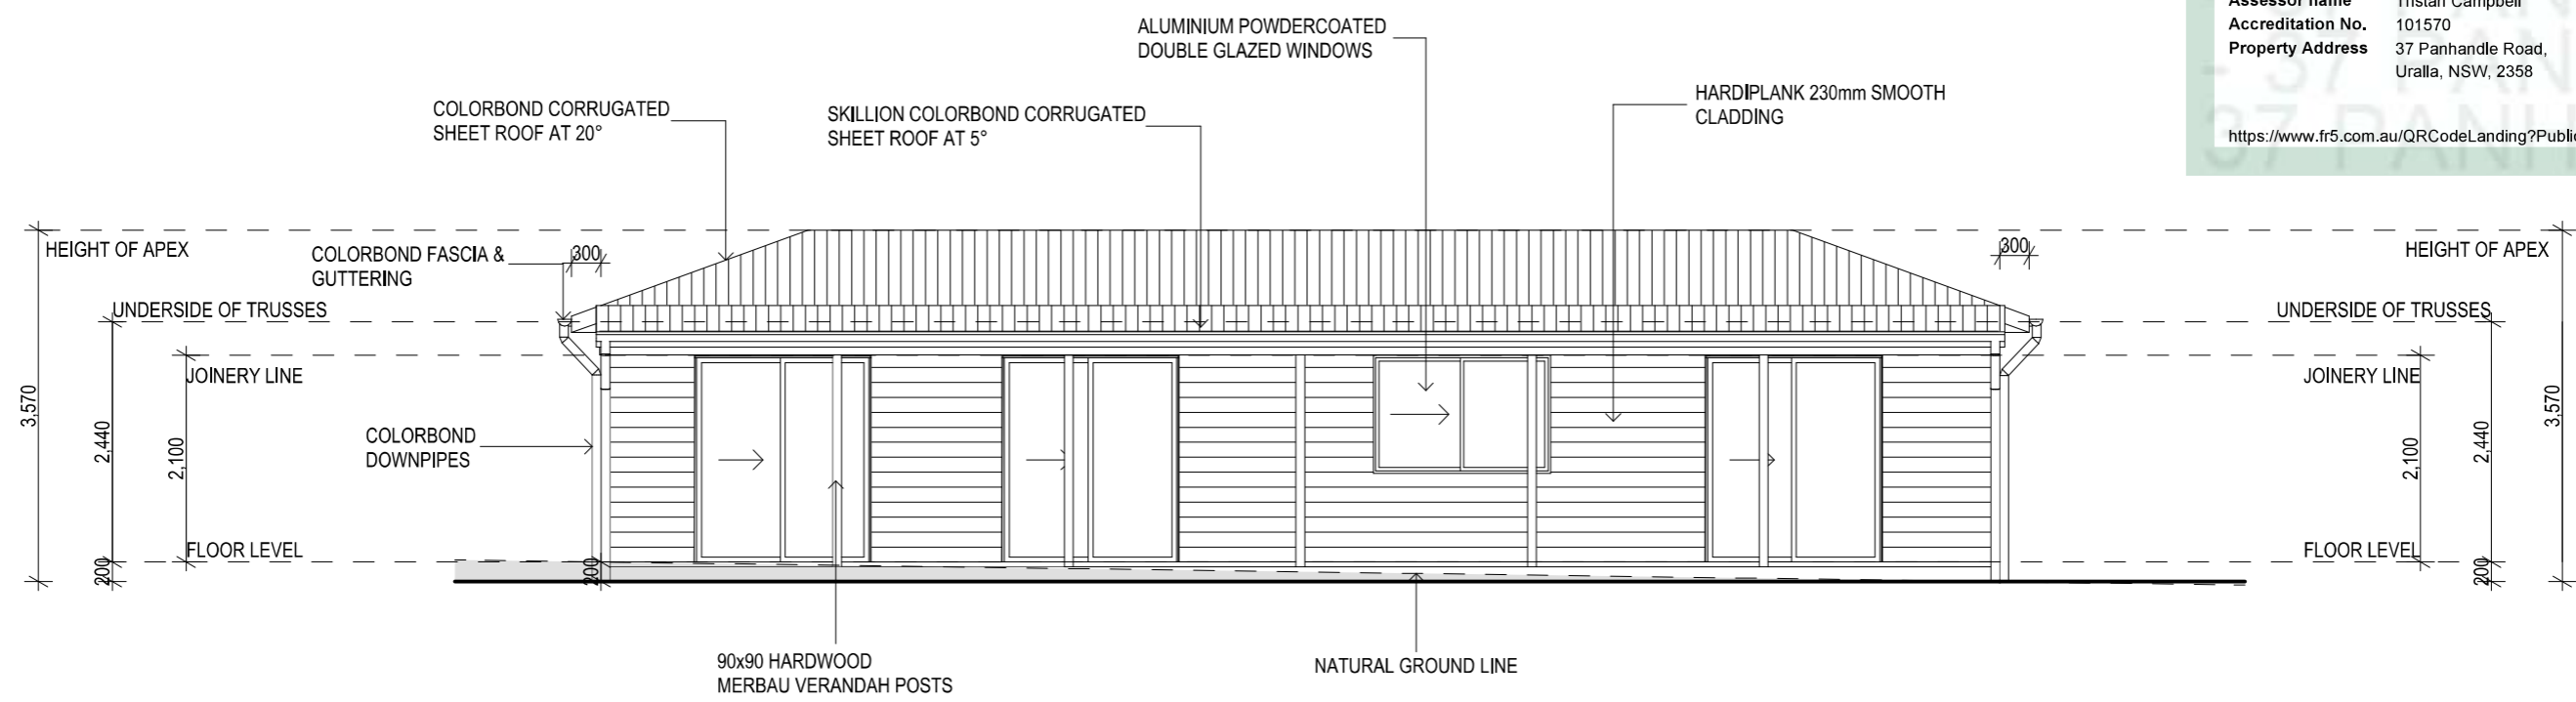 Assessor name Tristan Campbell
Accreditation No. 101570
Property Address 37 Panhandle Road,
Uralla, NSW, 2358
https://www.fr5.com.au/QRCodeLanding?Public
- 37 PAN
37 PANH
ALUMINIUM POWDERCOATED
DOUBLE GLAZED WINDOWS
COLORBOND CORRUGATED
SHEET ROOF AT 20°
SKILLION COLORBOND CORRUGATED
SHEET ROOF AT 5°
HARDIPLANK 230mm SMOOTH
CLADDING
HEIGHT OF APEX
COLORBOND FASCIA &
GUTTERING
300
300
HEIGHT OF APEX
UNDERSIDE OF TRUSSES
UNDERSIDE OF TRUSSES
JOINERY LINE
JOINERY LINE
3,570
2,440
2,100
COLORBOND
DOWNPIPES
2,100
2,440
3,570
FLOOR LEVEL
FLOOR LEVEL
200
200
200
90x90 HARDWOOD
MERBAU VERANDAH POSTS
NATURAL GROUND LINE